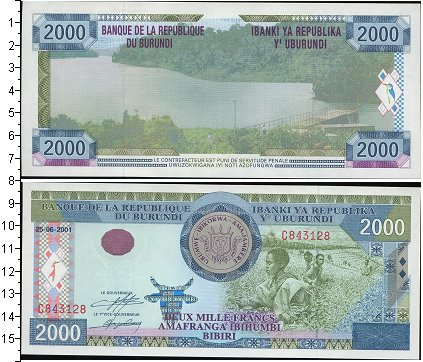 1
2
3
4
5
6
7
8
9
10
11
12
13
14
15
2000
BANQUE DE LA REPUBLIQUE
DU BURUNDI
IBANKI YA REPUBLIKA
Y' UBURUNDI
2000
2000
2000
LE CONTREFACTEUR EST PUNI DE SERVITUDE PENALE
UWUZOKWIGANA IYI NOTI AZOFUNGWA
BANQUE DE LA REPUBLIQUE
DU BURUNDI
IBANKI YA REPUBLIKA
Y' UBURUNDI
25-06-2001
2000
C843128
C843128
LE GOUVERNEUR
LE 1er VICE-GOUVERNEUR
DEUX MILLE FRANCS
AMAFRANGA IBIHUMBI
BIBIRI
2000